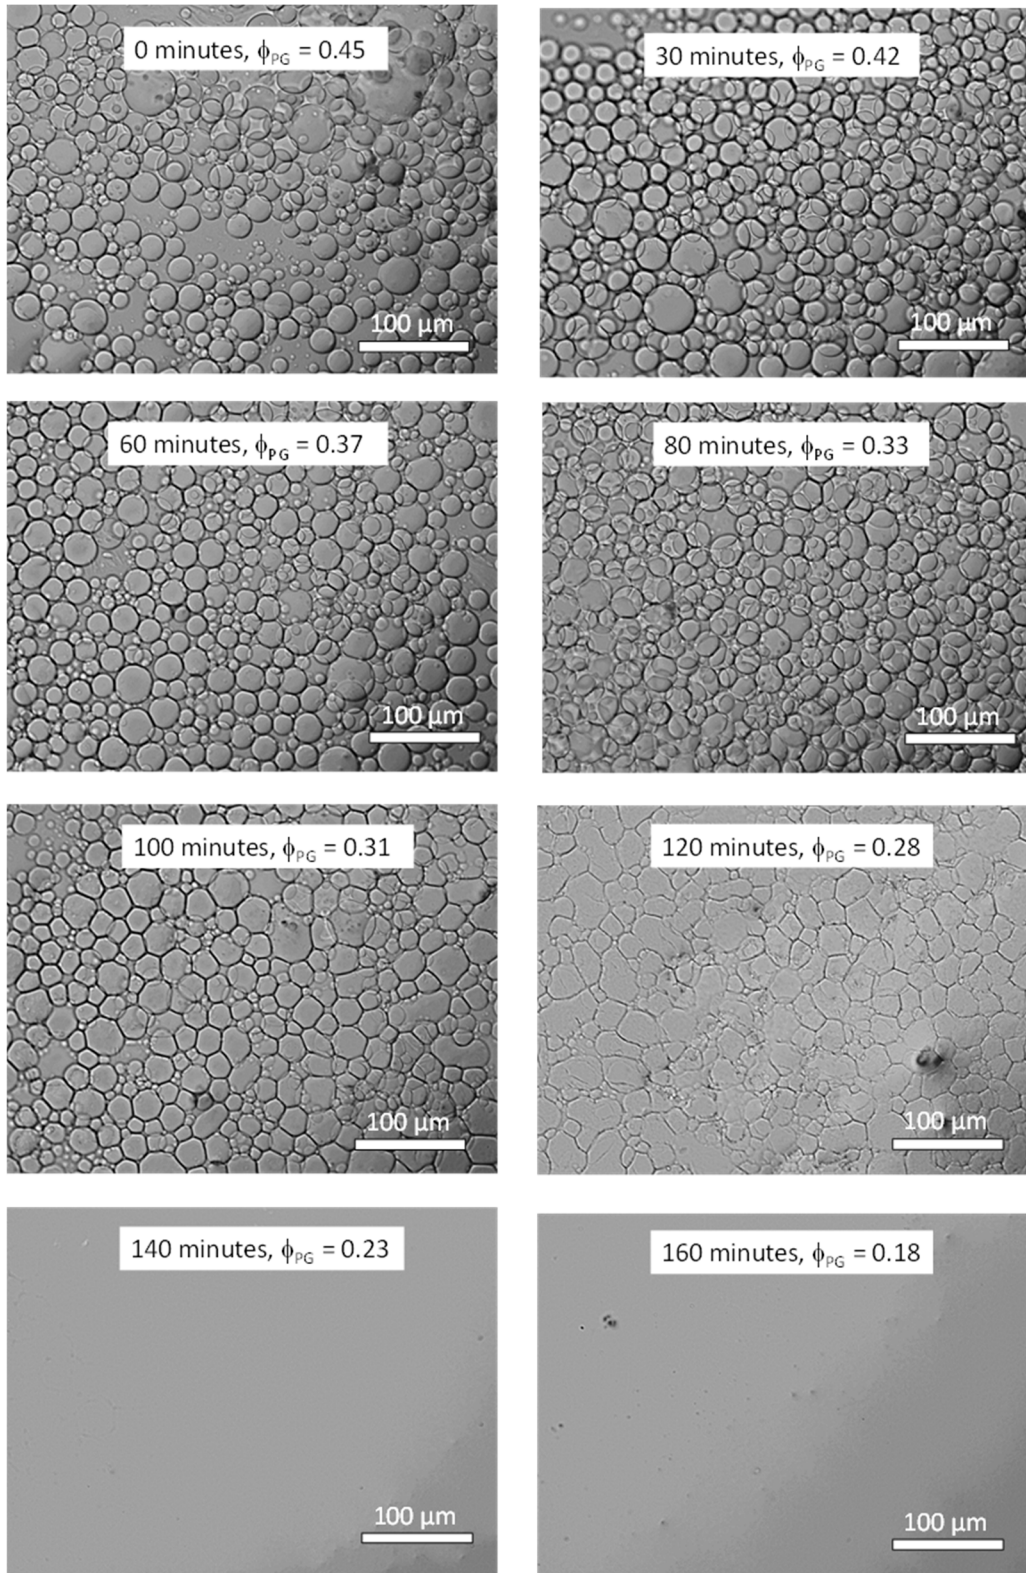 0 minutes, ϕPG = 0.45
100 µm
30 minutes, ϕPG = 0.42
100 µm
60 minutes, ϕPG = 0.37
100 µm
80 minutes, ϕPG = 0.33
100 µm
100 minutes, ϕPG = 0.31
100 µm
120 minutes, ϕPG = 0.28
100 µm
140 minutes, ϕPG = 0.23
100 µm
160 minutes, ϕPG = 0.18
100 µm